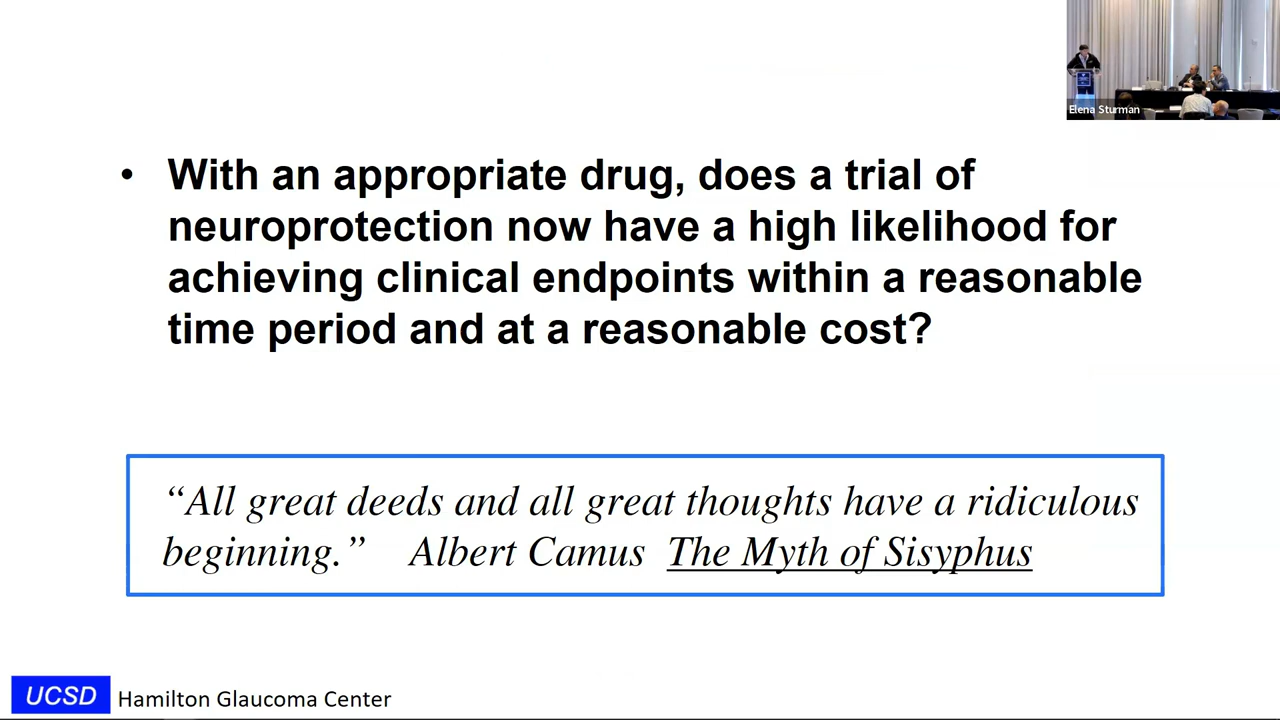 Elena Sturman
• With an appropriate drug, does a trial of
neuroprotection now have a high likelihood for
achieving clinical endpoints within a reasonable
time period and at a reasonable cost?
“All great deeds and all great thoughts have a ridiculous
beginning.” Albert Camus The Myth of Sisyphus
UCSD Hamilton Glaucoma Center